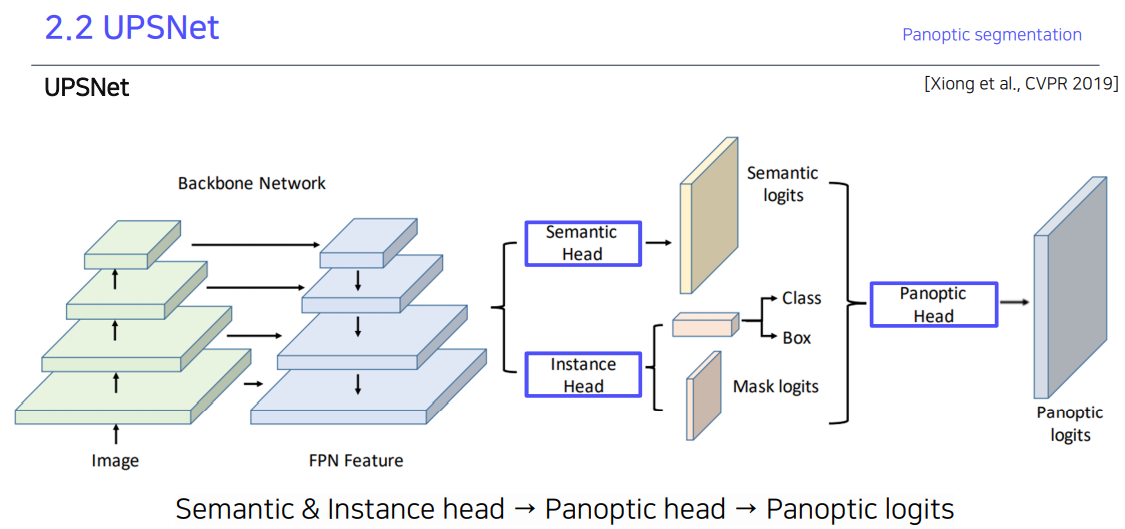 2.2 UPSNet
Panoptic segmentation
UPSNet
[Xiong et al., CVPR 2019]
Backbone Network
Image
FPN Feature
Semantic
Head
Instance
Head
Semantic
logits
Class
Box
Mask logits
Panoptic
Head
Panoptic
logits
Semantic & Instance head → Panoptic head → Panoptic logits